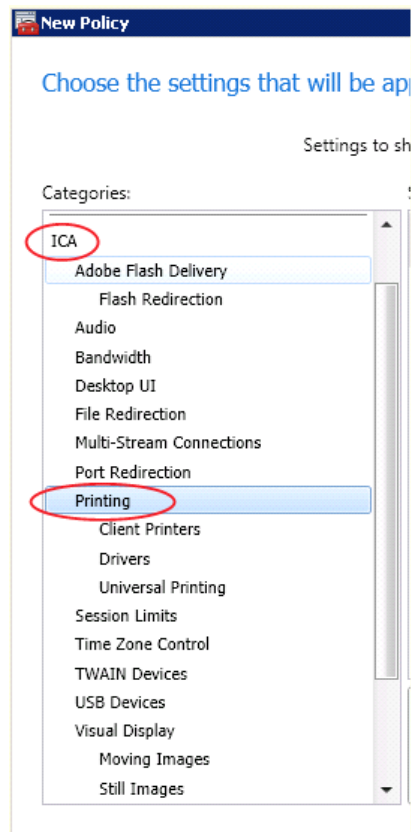 New Policy
Choose the settings that will be ap
Settings to sh
Categories:
ICA
Adobe Flash Delivery
Flash Redirection
Audio
Bandwidth
Desktop UI
File Redirection
Multi-Stream Connections
Port Redirection
Printing
Client Printers
Drivers
Universal Printing
Session Limits
Time Zone Control
TWAIN Devices
USB Devices
Visual Display
Moving Images
Still Images